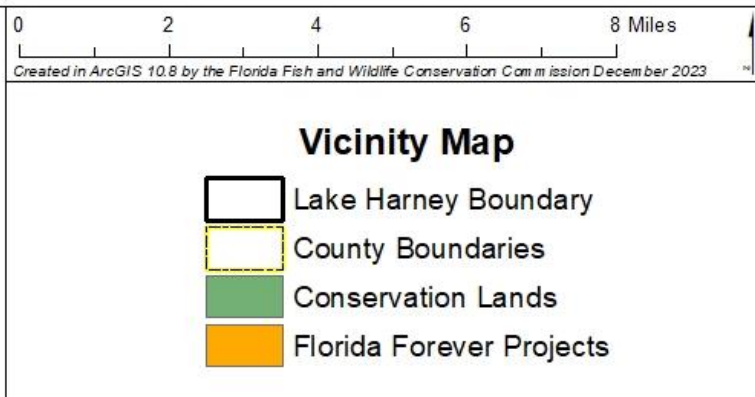 0 2 4 6 8 Miles
Created in ArcGIS 10.8 by the Florida Fish and Wildlife Conservation Commission December 2023
Vicinity Map
Lake Harney Boundary
County Boundaries
Conservation Lands
Florida Forever Projects